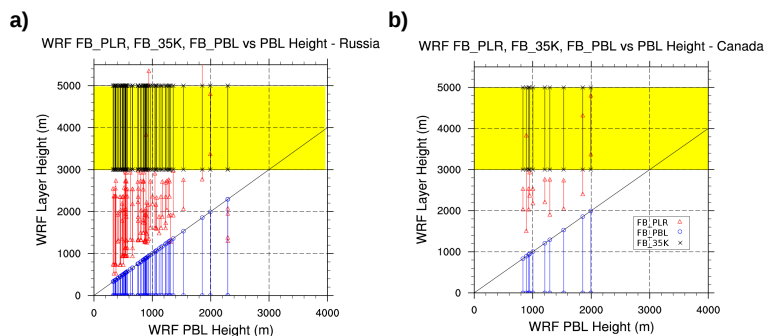 a)
WRF FB_PLR, FB_35K, FB_PBL vs PBL Height - Russia
WRF Layer Height (m)
5000
4000
3000
2000
1000
0
0 1000 2000 3000 4000
WRF PBL Height (m)
b)
WRF FB_PLR, FB_35K, FB_PBL vs PBL Height - Canada
WRF Layer Height (m)
5000
4000
3000
2000
1000
0
FB_PLR
FB_PBL
FB_35K
0 1000 2000 3000 4000
WRF PBL Height (m)